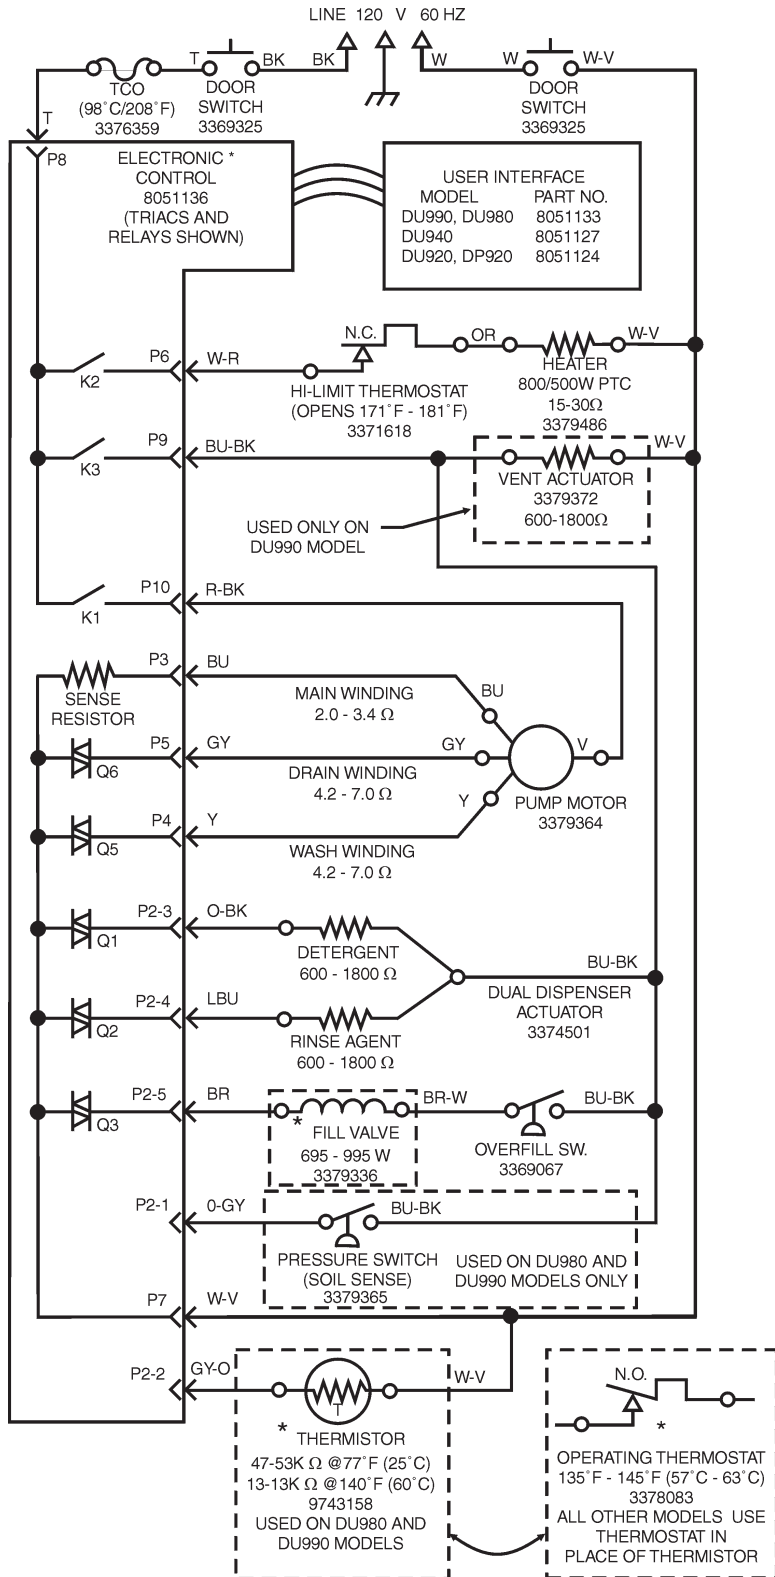 LINE 120 V 60 HZ
T BK BK W W W-V
TCO
(98°C/208°F)
3376359
DOOR
SWITCH
3369325
DOOR
SWITCH
3369325
T
P8
ELECTRONIC *
CONTROL
8051136
(TRIACS AND
RELAYS SHOWN)
USER INTERFACE
MODEL PART NO.
DU990, DU980 8051133
DU940 8051127
DU920, DP920 8051124
K2
P6 W-R
N.C.
OR
W-V
HI-LIMIT THERMOSTAT
(OPENS 171°F - 181°F)
3371618
HEATER
800/500W PTC
15-30Ω
3379486
K3
P9 BU-BK
W-V
VENT ACTUATOR
3379372
600-1800Ω
USED ONLY ON
DU990 MODEL
K1
P10 R-BK
SENSE
RESISTOR
P3 BU
MAIN WINDING
2.0 - 3.4 Ω
BU
Q6
P5 GY
GY
V
DRAIN WINDING
4.2 - 7.0 Ω
Y
PUMP MOTOR
3379364
Q5
P4 Y
WASH WINDING
4.2 - 7.0 Ω
Q1
P2-3 O-BK
DETERGENT
600 - 1800 Ω
BU-BK
DUAL DISPENSER
ACTUATOR
3374501
Q2
P2-4 LBU
RINSE AGENT
600 - 1800 Ω
Q3
P2-5 BR
BR-W
BU-BK
* FILL VALVE
695 - 995 W
3379336
OVERFILL SW.
3369067
P2-1 0-GY
BU-BK
PRESSURE SWITCH
(SOIL SENSE)
3379365
USED ON DU980 AND
DU990 MODELS ONLY
P7 W-V
P2-2 GY-O
W-V
T
* THERMISTOR
47-53K Ω @77°F (25°C)
13-13K Ω @140°F (60°C)
9743158
USED ON DU980 AND
DU990 MODELS
N.O.
*
OPERATING THERMOSTAT
135°F - 145°F (57°C - 63°C)
3378083
ALL OTHER MODELS USE
THERMOSTAT IN
PLACE OF THERMISTOR